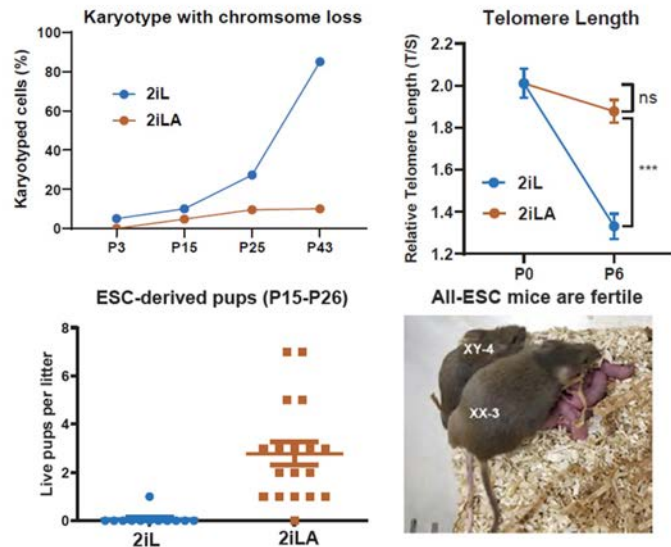 Karyotype with chromsome loss
Karyotyped cells (%)
100
80
60
40
20
0
2iL
2iLA
P3 P15 P25 P43
Telomere Length
Relative Telomere Length (T/S)
2.2
2.0
1.8
1.6
1.4
1.2
ns
***
2iL
2iLA
P0 P6
ESC-derived pups (P15-P26)
Live pups per litter
8
6
4
2
0
2iL 2iLA
All-ESC mice are fertile
XY-4
XX-3